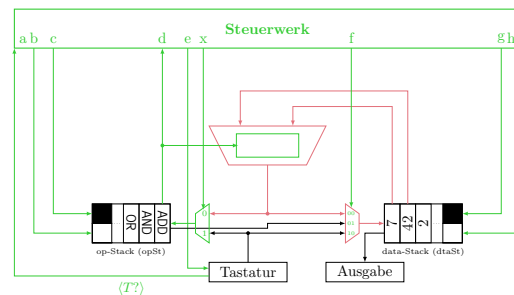 Steuerwerk
a b c d e x f g h
0 00
OR AND ADD 01 7 42 2
1 10
op-Stack (opSt) data-Stack (dtaSt)
Tastatur Ausgabe
⟨T?⟩